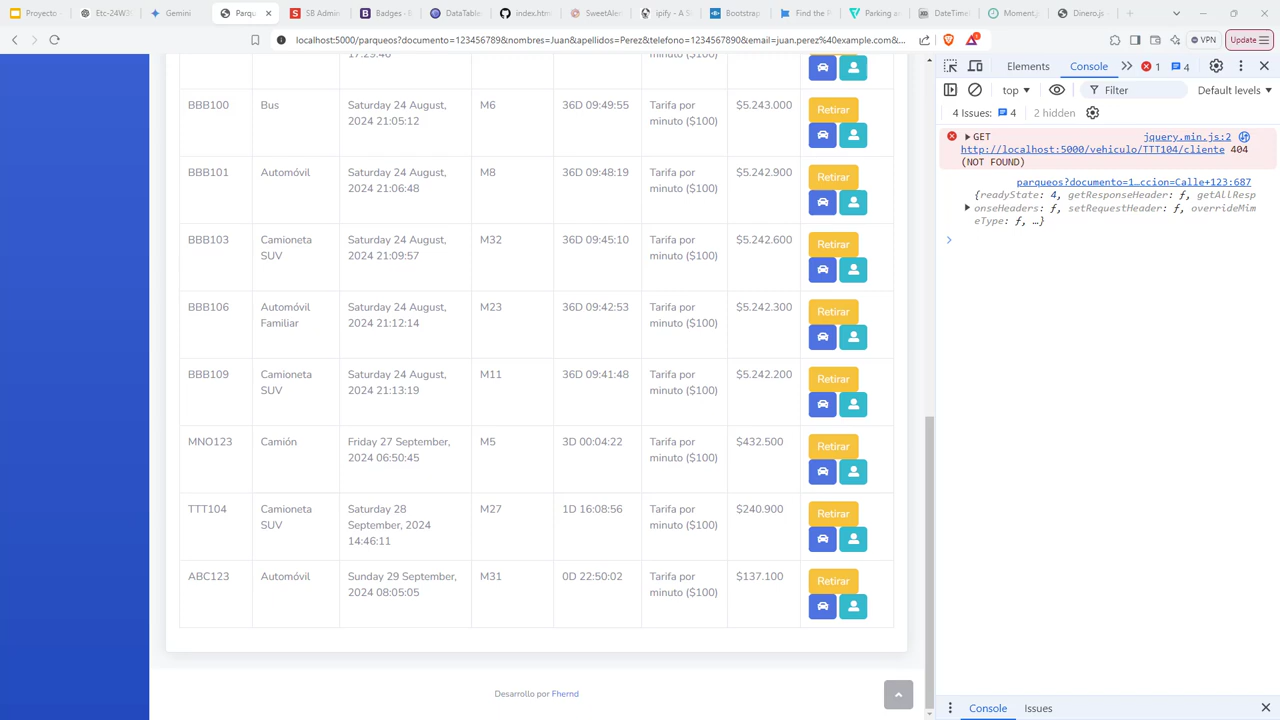 Proyecto -
Etc-24W3
Gemini
Parqu
SB Admin
Badges - B
DataTable
index.htm
SweetAler
ipify - A S
Bootstrap
Find the P
Parking an
DateTime
Moment.j
Dinero.js -
localhost:5000/parqueos?documento=123456789&nombres=Juan&apellidos=Perez&telefono=1234567890&email=juan.perez%40example.com&...
VPN
Update
17:29:46
minuto ($100)
BBB100 Bus Saturday 24 August, M6 36D 09:49:55 Tarifa por $5.243.000 Retirar
21:05:12 minuto ($100)
BBB101 Automóvil Saturday 24 August, M8 36D 09:48:19 Tarifa por $5.242.900 Retirar
21:06:48 minuto ($100)
BBB103 Camioneta Saturday 24 August, M32 36D 09:45:10 Tarifa por $5.242.600 Retirar
SUV 21:09:57 minuto ($100)
BBB106 Automóvil Saturday 24 August, M23 36D 09:42:53 Tarifa por $5.242.300 Retirar
Familiar 21:12:14 minuto ($100)
BBB109 Camioneta Saturday 24 August, M11 36D 09:41:48 Tarifa por $5.242.200 Retirar
SUV 21:13:19 minuto ($100)
MNO123 Camión Friday 27 September, M5 3D 00:04:22 Tarifa por $432.500 Retirar
2024 06:50:45 minuto ($100)
TTT104 Camioneta Saturday 28 M27 1D 16:08:56 Tarifa por $240.900 Retirar
SUV September, 2024 minuto ($100)
14:46:11
ABC123 Automóvil Sunday 29 September, M31 0D 22:50:02 Tarifa por $137.100 Retirar
2024 08:05:05 minuto ($100)
Desarrollo por Fhernd
Elements Console 1 4
top Filter Default levels
4 Issues: 4 2 hidden
GET jquery.min.js:2
http://localhost:5000/vehiculo/TTT104/cliente 404
(NOT FOUND)
parqueos?documento=1…ccion=Calle+123:687
{readyState: 4, getResponseHeader: ƒ, getAllResp
onseHeaders: ƒ, setRequestHeader: ƒ, overrideMim
eType: ƒ, …}
Console Issues